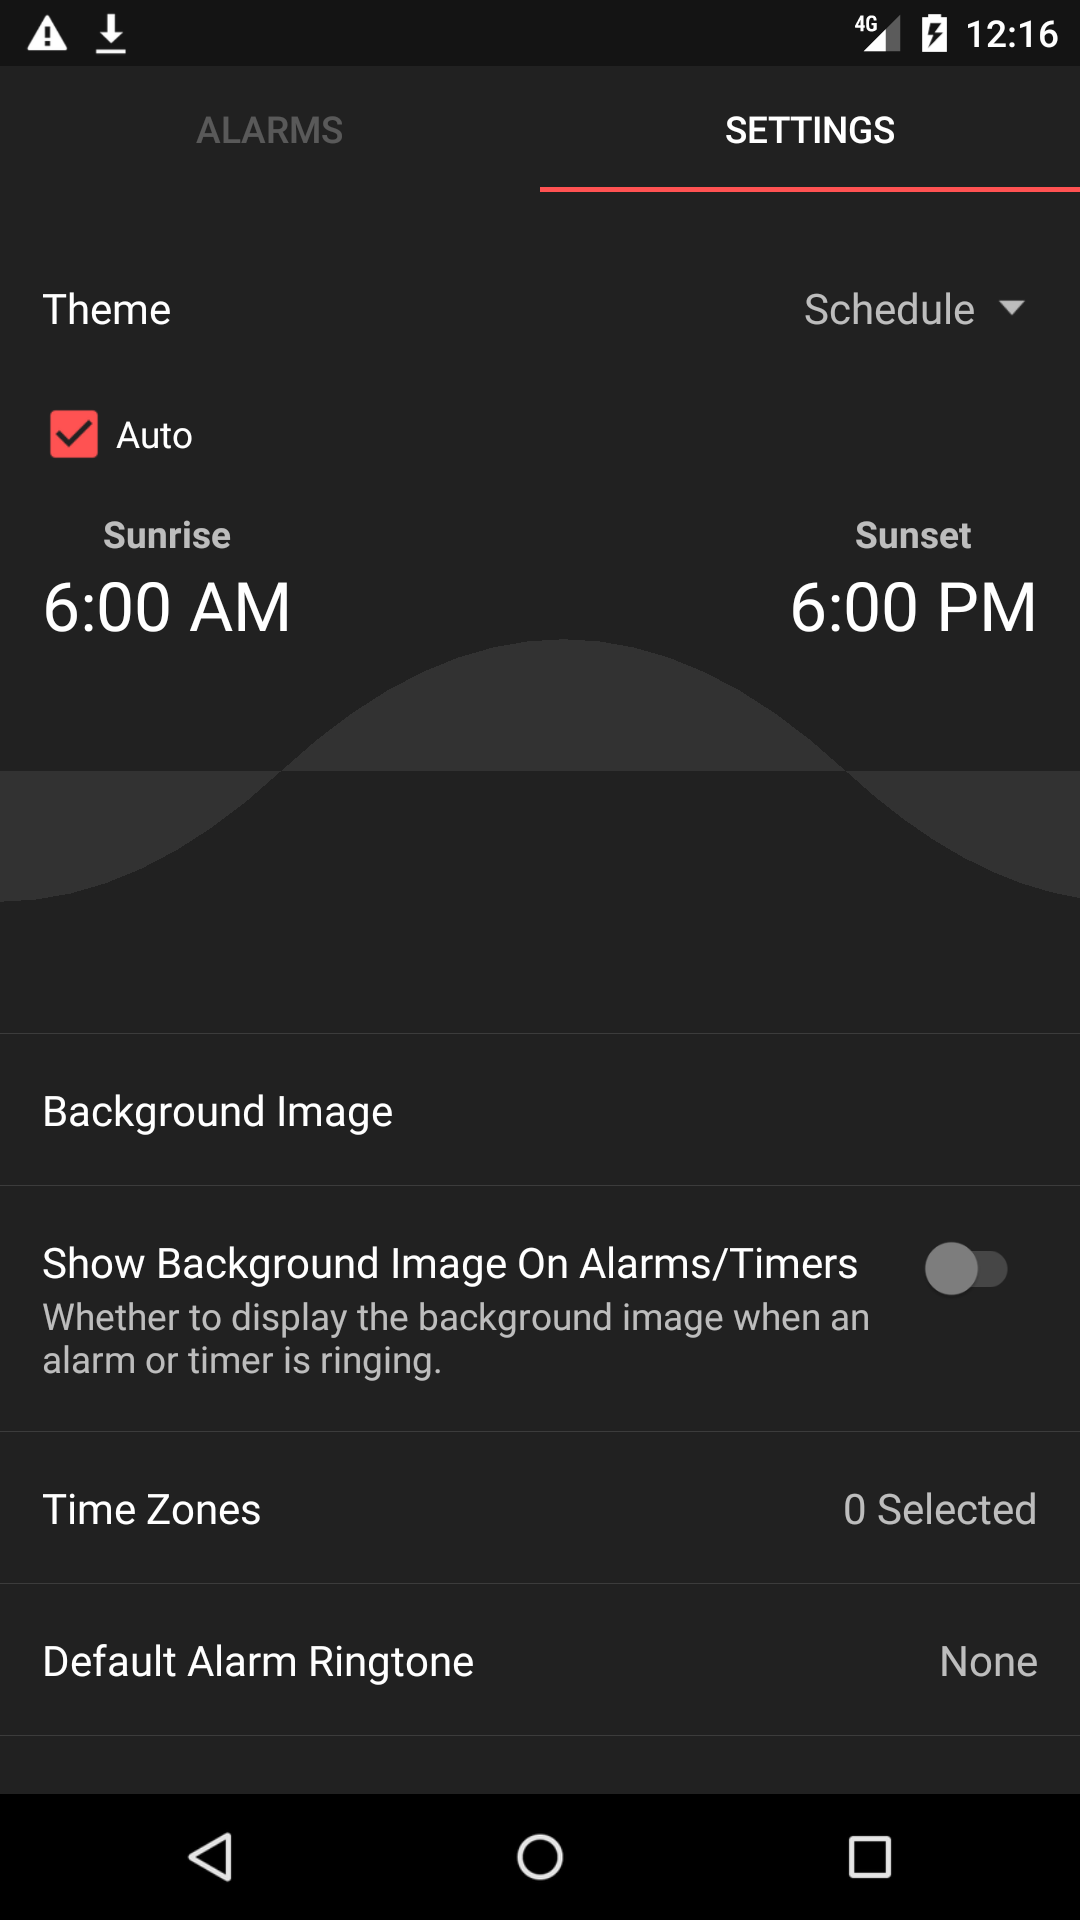 4G 12:16
ALARMS SETTINGS
Theme Schedule
Auto
Sunrise Sunset
6:00 AM 6:00 PM
Background Image
Show Background Image On Alarms/Timers
Whether to display the background image when an
alarm or timer is ringing.
Time Zones 0 Selected
Default Alarm Ringtone None